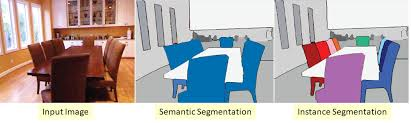 Input Image
Semantic Segmentation
Instance Segmentation